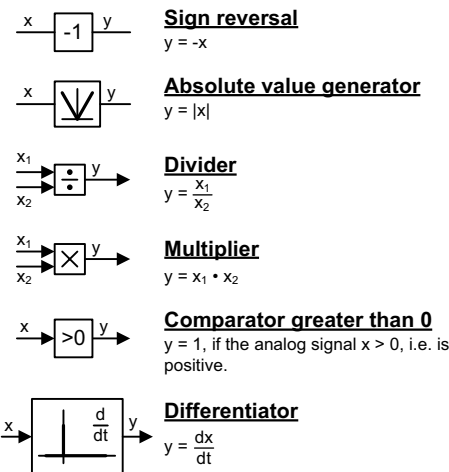 x -1 y
Sign reversal
y = -x
x y
Absolute value generator
y = |x|
x₁
x₂ ÷ y
Divider
y = x₁
x₂
x₁
x₂ × y
Multiplier
y = x₁ • x₂
x >0 y
Comparator greater than 0
y = 1, if the analog signal x > 0, i.e. is
positive.
x d y
dt
Differentiator
y = dx
dt